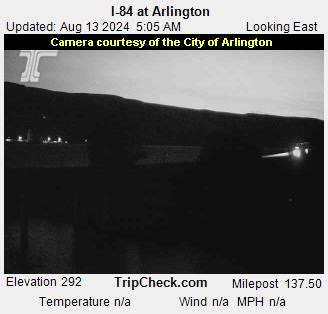 I-84 at Arlington
Updated: Aug 13 2024 5:05 AM Looking East
Camera courtesy of the City of Arlington
Elevation 292 TripCheck.com Milepost 137.50
Temperature n/a Wind n/a MPH n/a